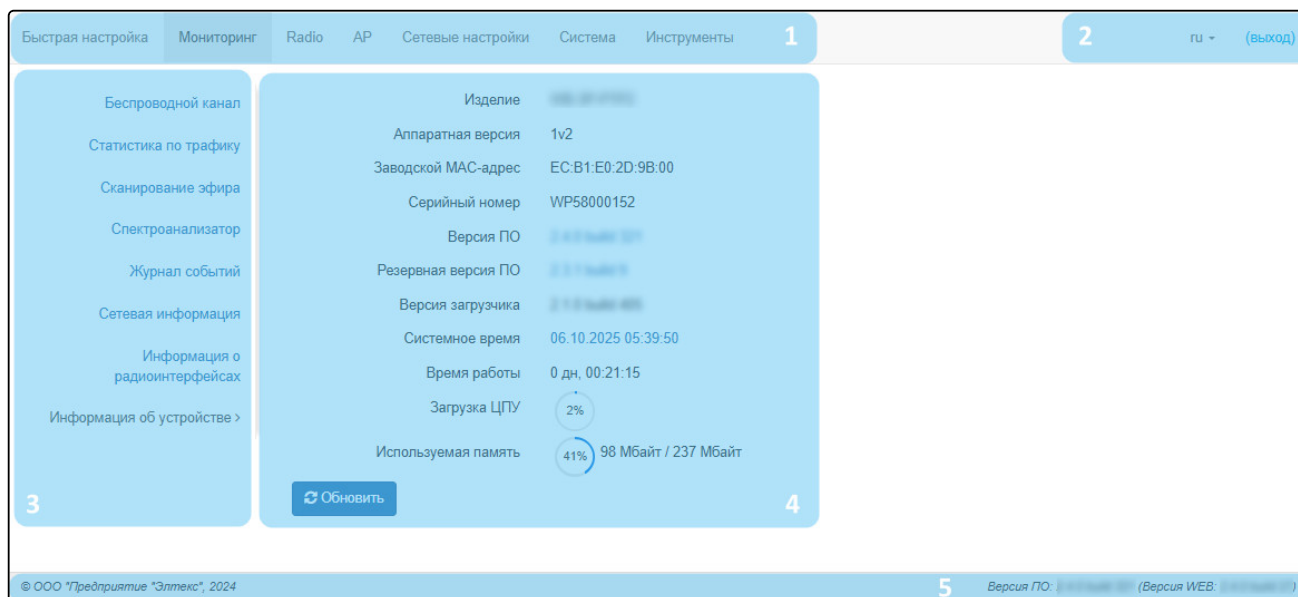 Быстрая настройка Мониторинг Radio AP Сетевые настройки Система Инструменты 1 2 ru (выход)
Беспроводной канал
Статистика по трафику
Сканирование эфира
Спектроанализатор
Журнал событий
Сетевая информация
Информация о
радиоинтерфейсах
Информация об устройстве >
3
Изделие
Аппаратная версия 1v2
Заводской MAC-адрес EC:B1:E0:2D:9B:00
Серийный номер WP58000152
Версия ПО
Резервная версия ПО
Версия загрузчика
Системное время 06.10.2025 05:39:50
Время работы 0 дн, 00:21:15
Загрузка ЦПУ 2%
Используемая память 41% 98 Мбайт / 237 Мбайт
Обновить
4
© ООО "Предприятие "Элтекс", 2024 5 Версия ПО: (Версия WEB: )